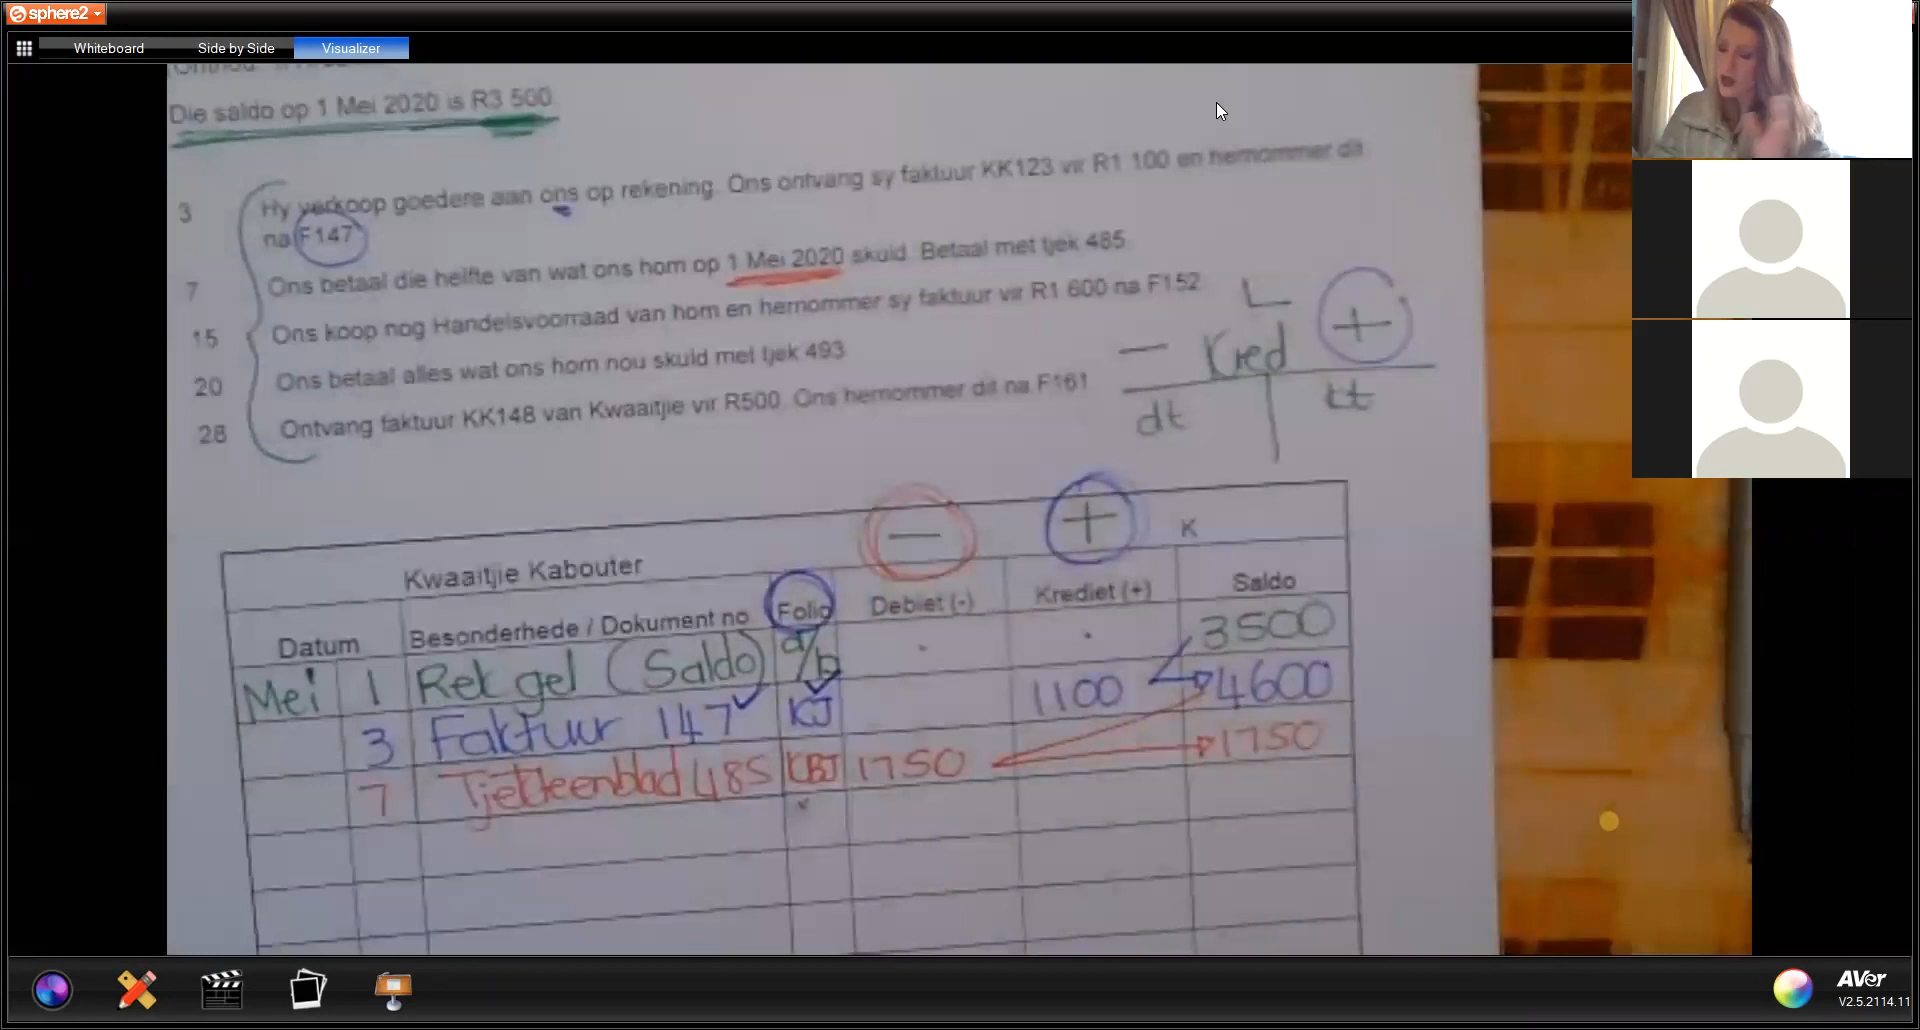 sphere2
Whiteboard Side by Side Visualizer
Die saldo op 1 Mei 2020 is R3 500
3 Hy verkoop goedere aan ons op rekening. Ons ontvang sy faktuur KK123 vir R1 100 en hernommer dit
na F147
7 Ons betaal die helfte van wat ons hom op 1 Mei 2020 skuld. Betaal met tjek 485.
15 Ons koop nog Handelsvoorraad van hom en hernommer sy faktuur vir R1 600 na F152
20 Ons betaal alles wat ons hom nou skuld met tjek 493
28 Ontvang faktuur KK148 van Kwaaitjie vir R500. Ons hernommer dit na F161
L
– Kred +
dt kt
– +
Kwaaitjie Kabouter K
Datum Besonderhede / Dokument no Folio Debiet (-) Krediet (+) Saldo
Mei 1 Rek gel (Saldo) a/b 3500
3 Faktuur 147 KJ 1100 4600
7 Tjekteenblad 485 KBJ 1750 1750
AVer
V2.5.2114.11